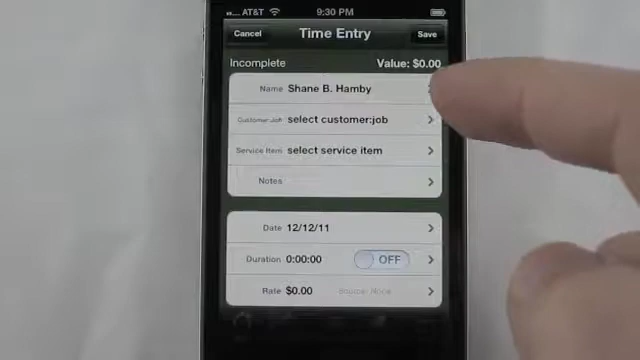 AT&T 9:30 PM
Cancel Time Entry Save
Incomplete Value: $0.00
Name Shane B. Hamby
Customer:Job select customer:job
Service Item select service item
Notes
Date 12/12/11
Duration 0:00:00 OFF
Rate $0.00 Source: None